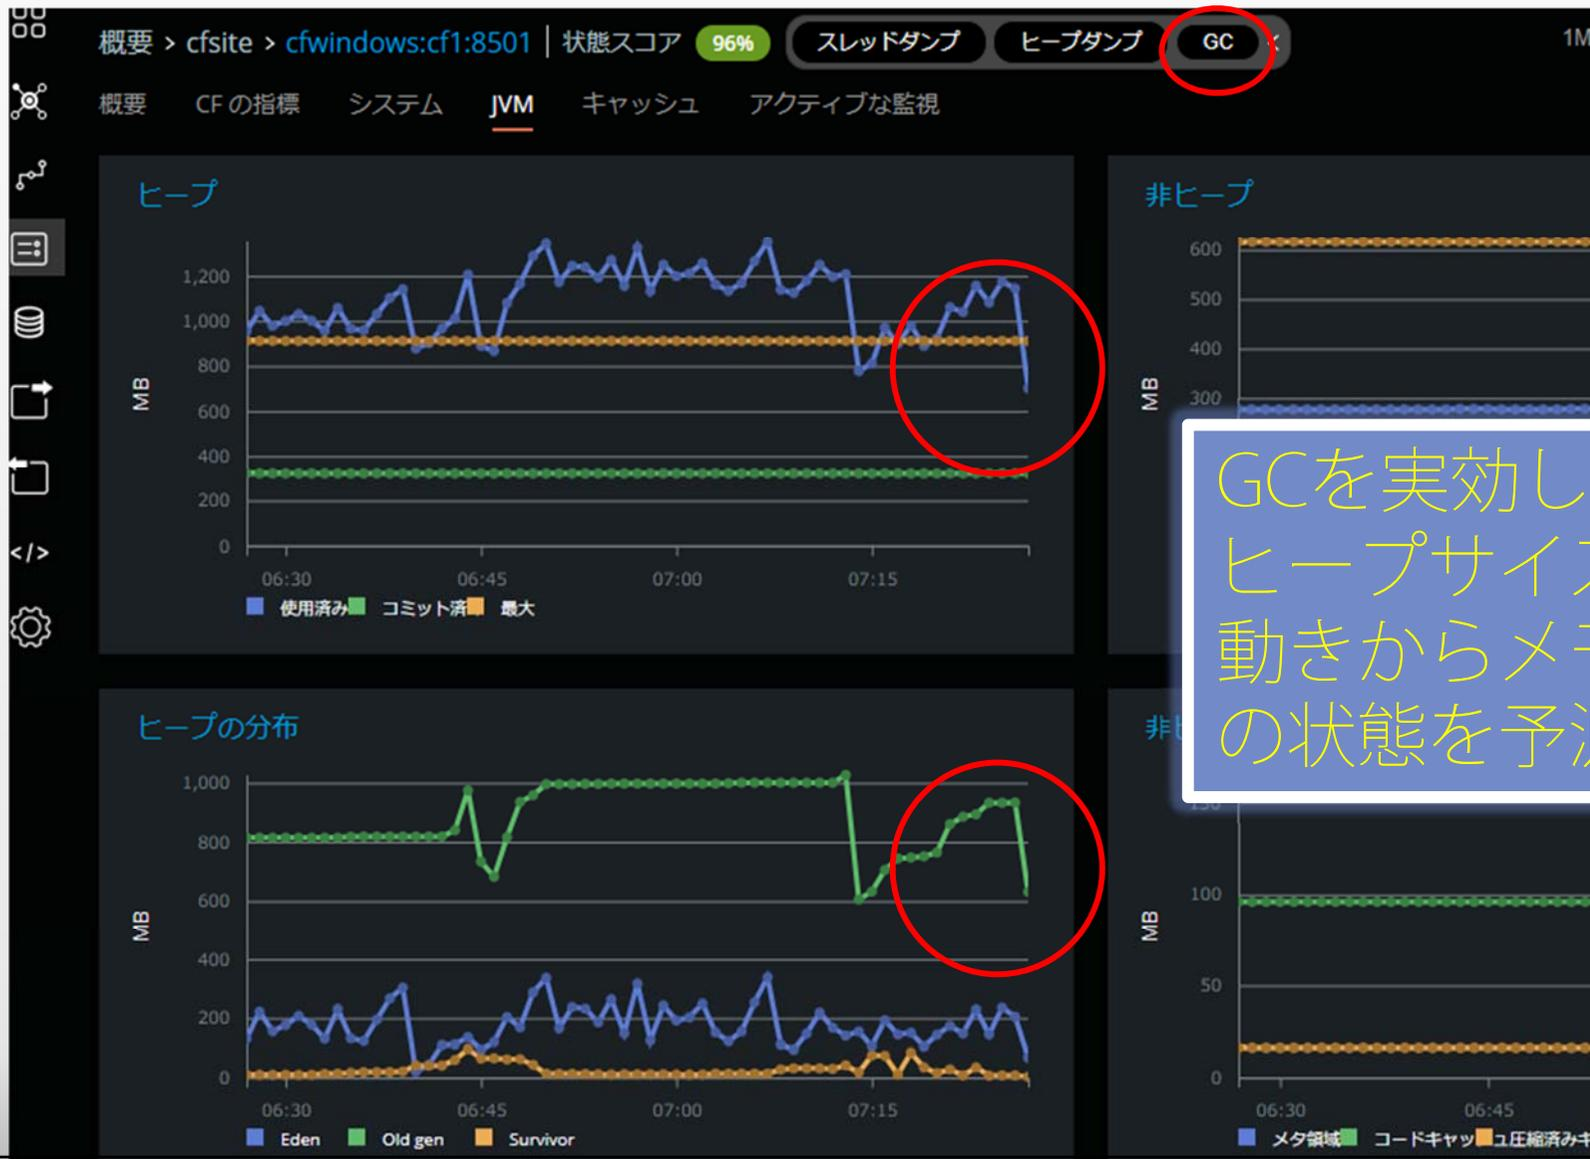 概要 > cfsite > cfwindows:cf1:8501 | 状態スコア 96% スレッドダンプ ヒープダンプ GC
概要 CF の指標 システム JVM キャッシュ アクティブな監視
ヒープ
1,200
1,000
800
600
400
200
0
MB
06:30 06:45 07:00 07:15
使用済み コミット済 最大
非ヒープ
600
500
400
300
MB
GCを実効し
ヒープサイ
動きからメ
の状態を予
ヒープの分布
1,000
800
600
400
200
0
MB
06:30 06:45 07:00 07:15
Eden Old gen Survivor
100
50
0
MB
06:30 06:45
メタ領域 コードキャッ ュ圧縮済み